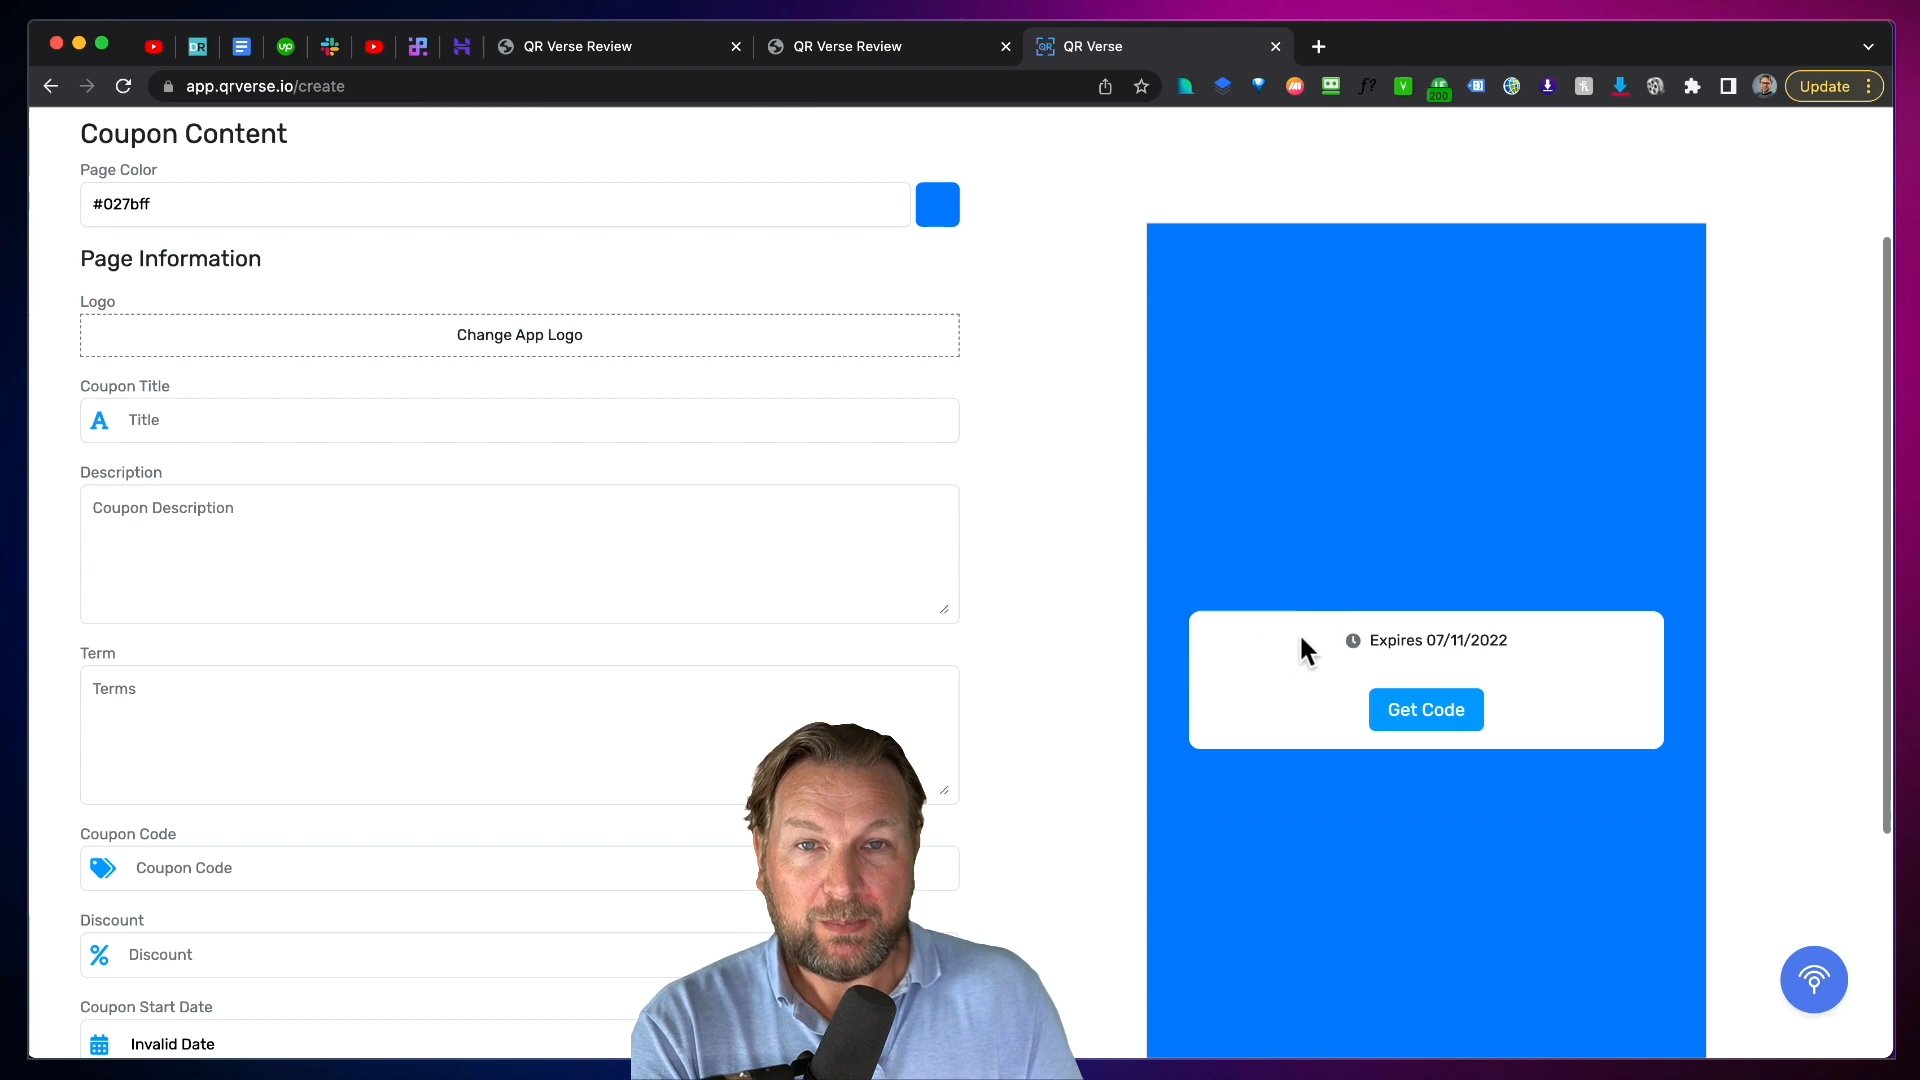 QR Verse Review
QR Verse Review
QR Verse
app.qrverse.io/create
200
Update
Coupon Content
Page Color
#027bff
Page Information
Logo
Change App Logo
Coupon Title
Title
Description
Coupon Description
Term
Terms
Coupon Code
Coupon Code
Discount
Discount
Coupon Start Date
Invalid Date
Expires 07/11/2022
Get Code